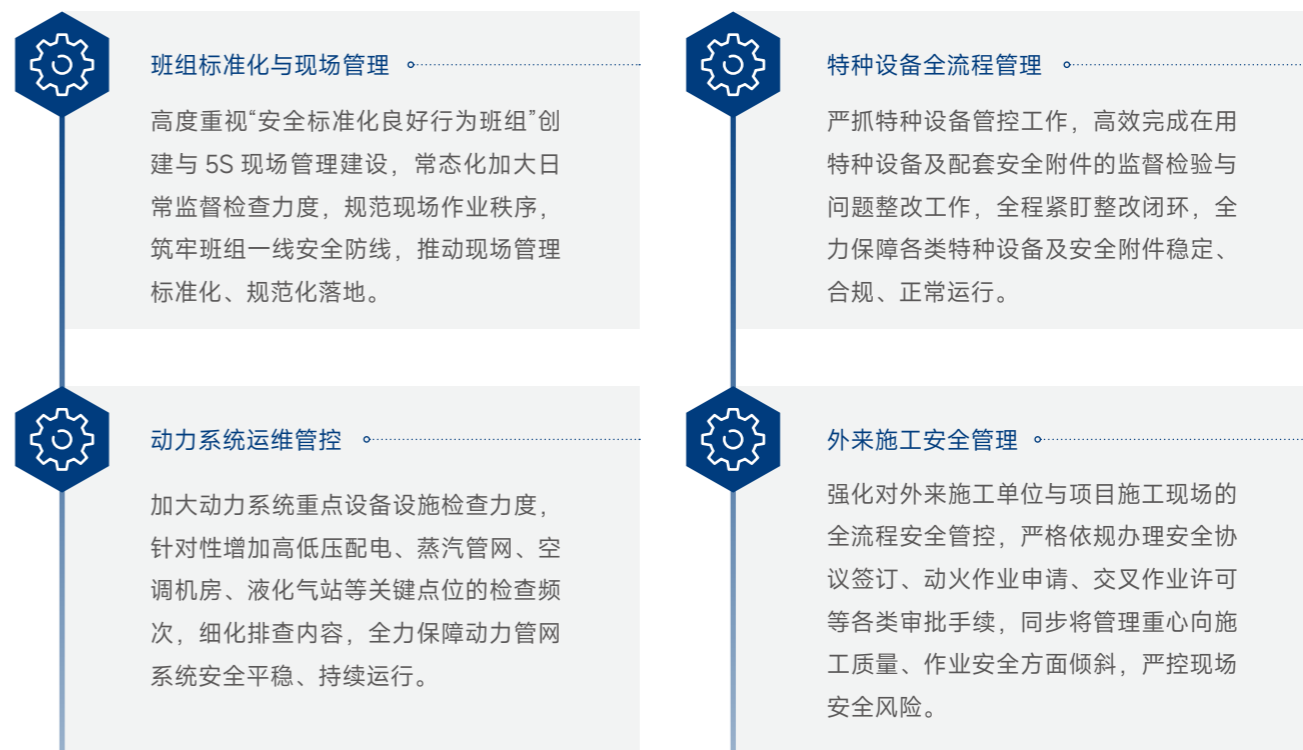 班组标准化与现场管理
高度重视“安全标准化良好行为班组”创
建与 5S 现场管理建设，常态化加大日
常监督检查力度，规范现场作业秩序，
筑牢班组一线安全防线，推动现场管理
标准化、规范化落地。
特种设备全流程管理
严抓特种设备管控工作，高效完成在用
特种设备及配套安全附件的监督检验与
问题整改工作，全程紧盯整改闭环，全
力保障各类特种设备及安全附件稳定、
合规、正常运行。
动力系统运维管控
加大动力系统重点设备设施检查力度，
针对性增加高低压配电、蒸汽管网、空
调机房、液化气站等关键点位的检查频
次，细化排查内容，全力保障动力管网
系统安全平稳、持续运行。
外来施工安全管理
强化对外来施工单位与项目施工现场的
全流程安全管控，严格依规办理安全协
议签订、动火作业申请、交叉作业许可
等各类审批手续，同步将管理重心向施
工质量、作业安全方面倾斜，严控现场
安全风险。